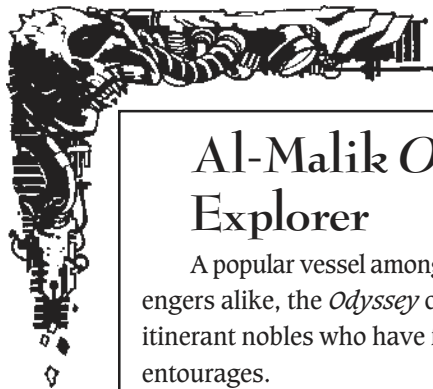 Al-Malik O
Explorer
A popular vessel among
engers alike, the Odyssey
itinerant nobles who have
entourages.